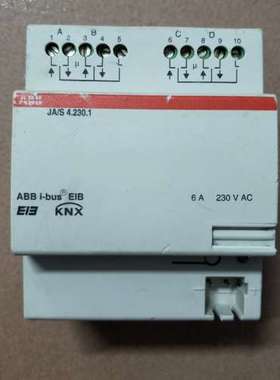 A B C D
1 2 3 4 5 6 7 8 9 10
µ µ
ABB
JA/S 4.230.1
ABB i-bus® EIB 6 A 230 V AC
EIB KNX